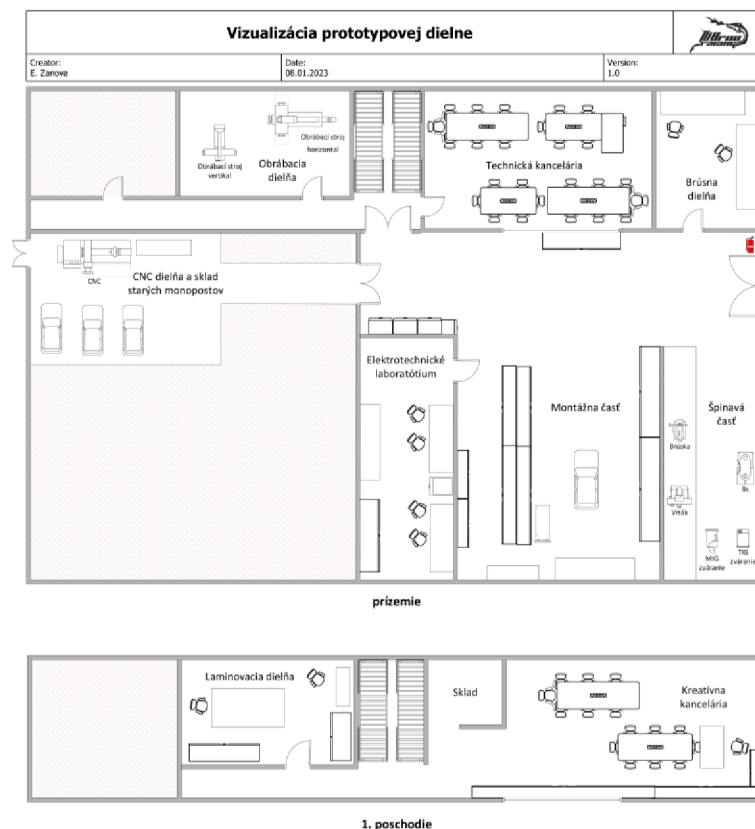 Vizualizácia prototypovej dielne
Creator:
E. Zanova
Date:
08.01.2023
Version:
1.0
Obrábací stroj
horizontal
Obrábací stroj
vertikal
Obrábacia
dielňa
Technická kancelária
Brúsna
dielňa
CNC
CNC dielňa a sklad
starých monopostov
Elektrotechnické
laboratótium
Montážna časť
Špinavá
časť
Brúska
Vrták
MIG
zváranie
TIG
zváranie
prízemie
Laminovacia dielňa
Sklad
Kreatívna
kancelária
1. poschodie